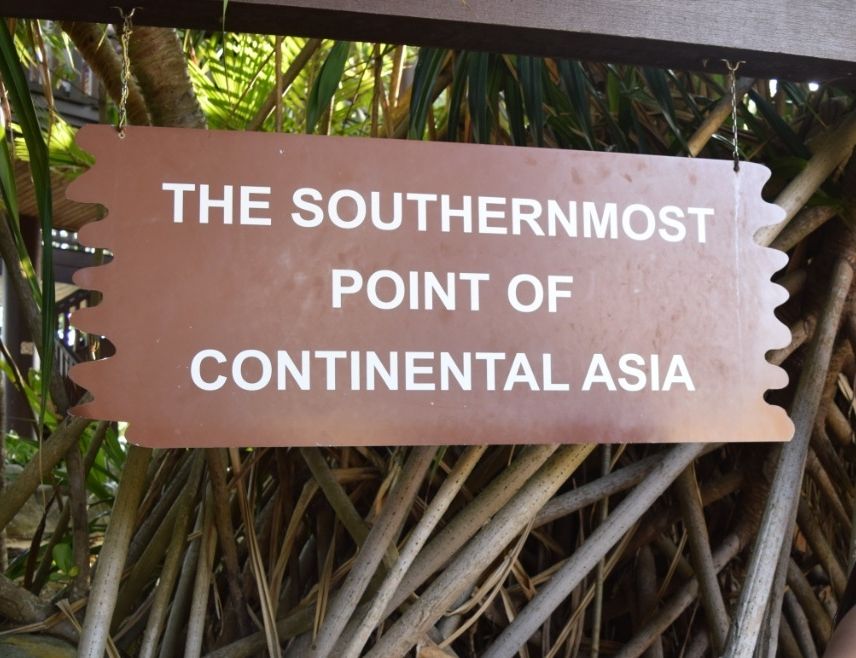 THE SOUTHERNMOST
POINT OF
CONTINENTAL ASIA